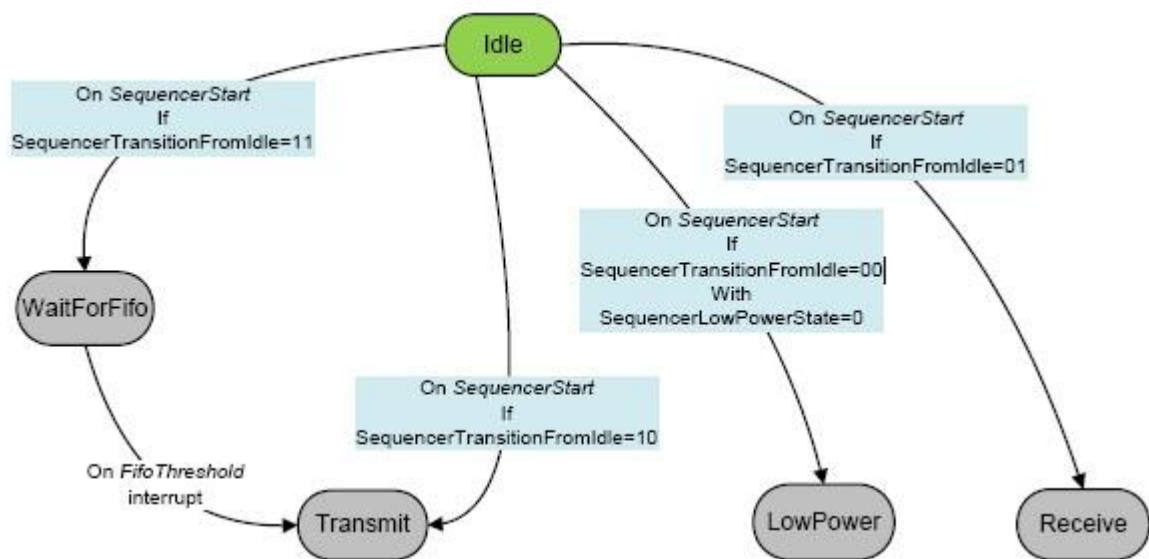 Idle
On SequencerStart
If
SequencerTransitionFromIdle=11
On SequencerStart
If
SequencerTransitionFromIdle=01
On SequencerStart
If
SequencerTransitionFromIdle=00
With
SequencerLowPowerState=0
WaitForFifo
On SequencerStart
If
SequencerTransitionFromIdle=10
On FifoThreshold
interrupt
Transmit
LowPower
Receive